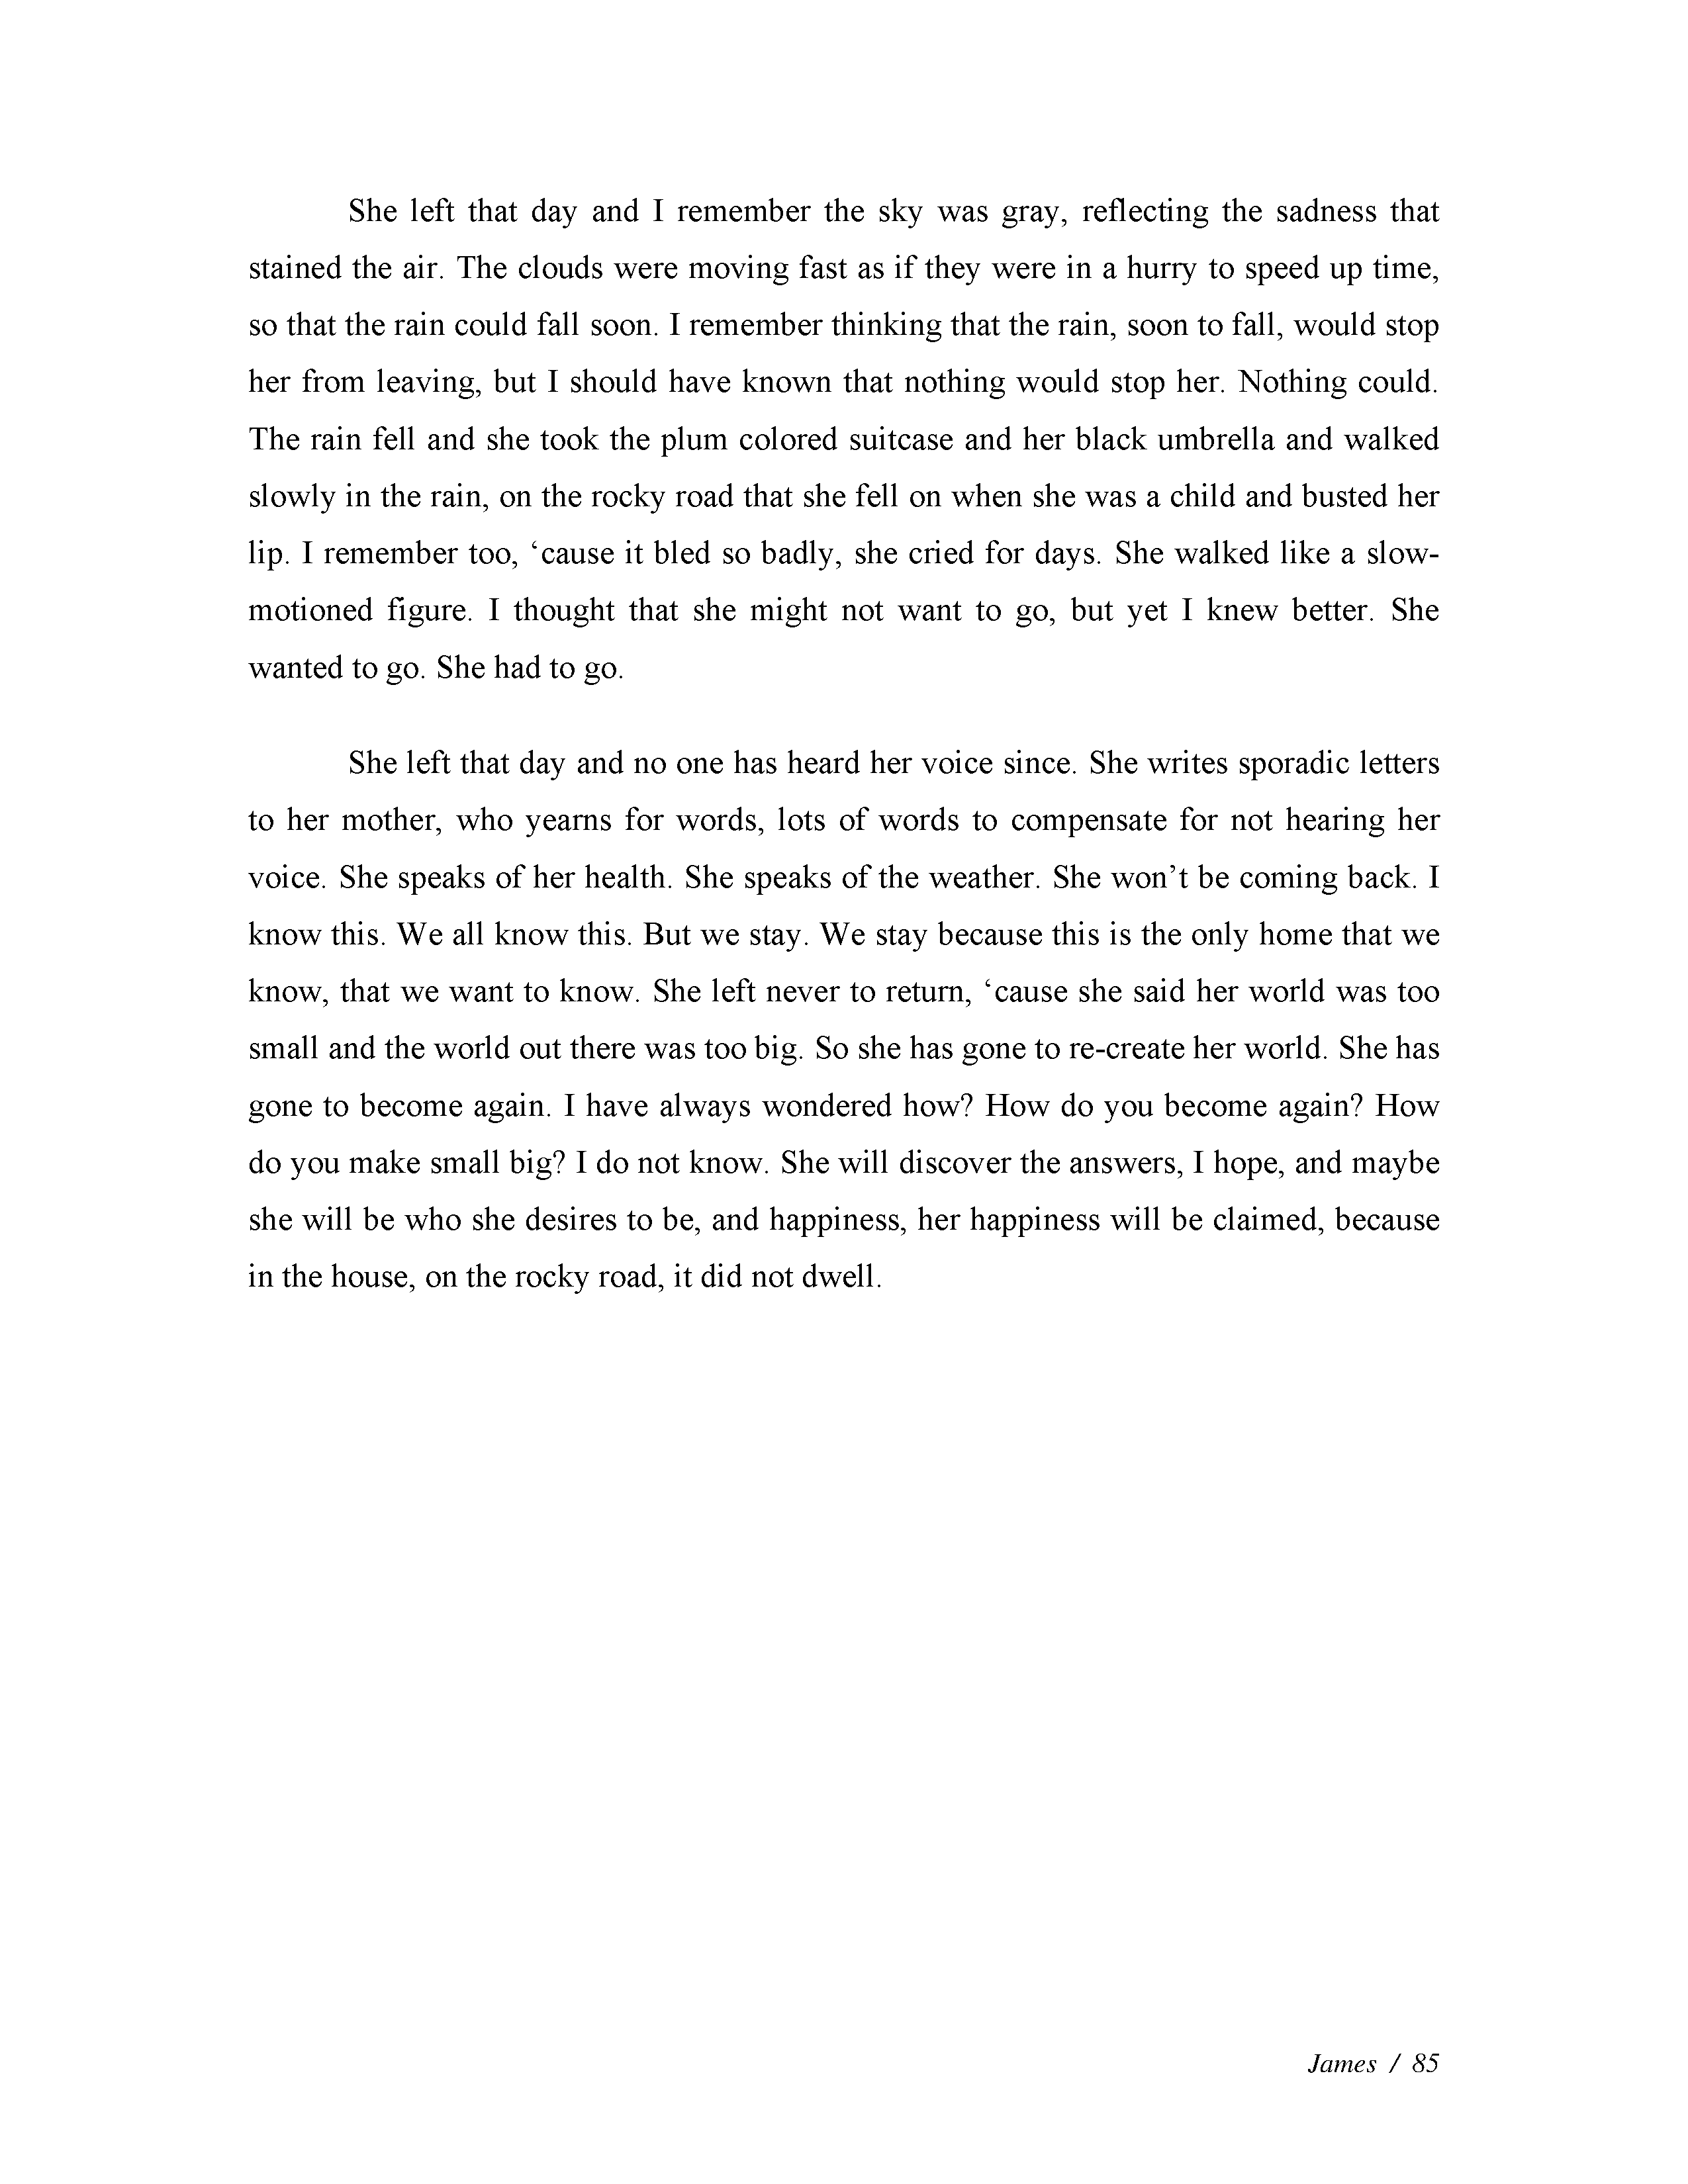 She left that day and I remember the sky was gray, reflecting the sadness that
stained the air. The clouds were moving fast as if they were in a hurry to speed up time,
so that the rain could fall soon. I remember thinking that the rain, soon to fall, would stop
her from leaving, but I should have known that nothing would stop her. Nothing could.
The rain fell and she took the plum colored suitcase and her black umbrella and walked
slowly in the rain, on the rocky road that she fell on when she was a child and busted her
lip. I remember too, ‘cause it bled so badly, she cried for days. She walked like a slow-
motioned figure. I thought that she might not want to go, but yet I knew better. She
wanted to go. She had to go.
She left that day and no one has heard her voice since. She writes sporadic letters
to her mother, who yearns for words, lots of words to compensate for not hearing her
voice. She speaks of her health. She speaks of the weather. She won’t be coming back. I
know this. We all know this. But we stay. We stay because this is the only home that we
know, that we want to know. She left never to return, ‘cause she said her world was too
small and the world out there was too big. So she has gone to re-create her world. She has
gone to become again. I have always wondered how? How do you become again? How
do you make small big? I do not know. She will discover the answers, I hope, and maybe
she will be who she desires to be, and happiness, her happiness will be claimed, because
in the house, on the rocky road, it did not dwell.
James / 85